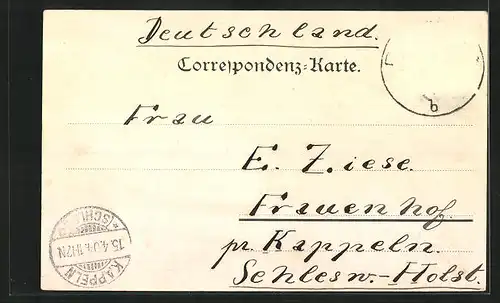 Deutschland.
Correspondenz-Karte.
b
Frau
E. Ziese.
Frauenhof.
pr. Kappeln.
Schlesw.-Holst.
KAPPELN